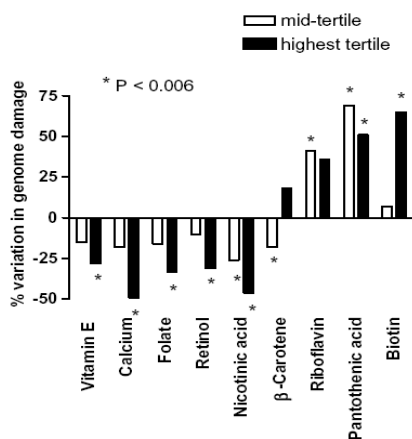 mid-tertile
highest tertile
* P < 0.006
% variation in genome damage
75
50
25
0
-25
-50
* * * * * * * * * * * *
Vitamin E
Calcium
Folate
Retinol
Nicotinic acid
β-Carotene
Riboflavin
Pantothenic acid
Biotin